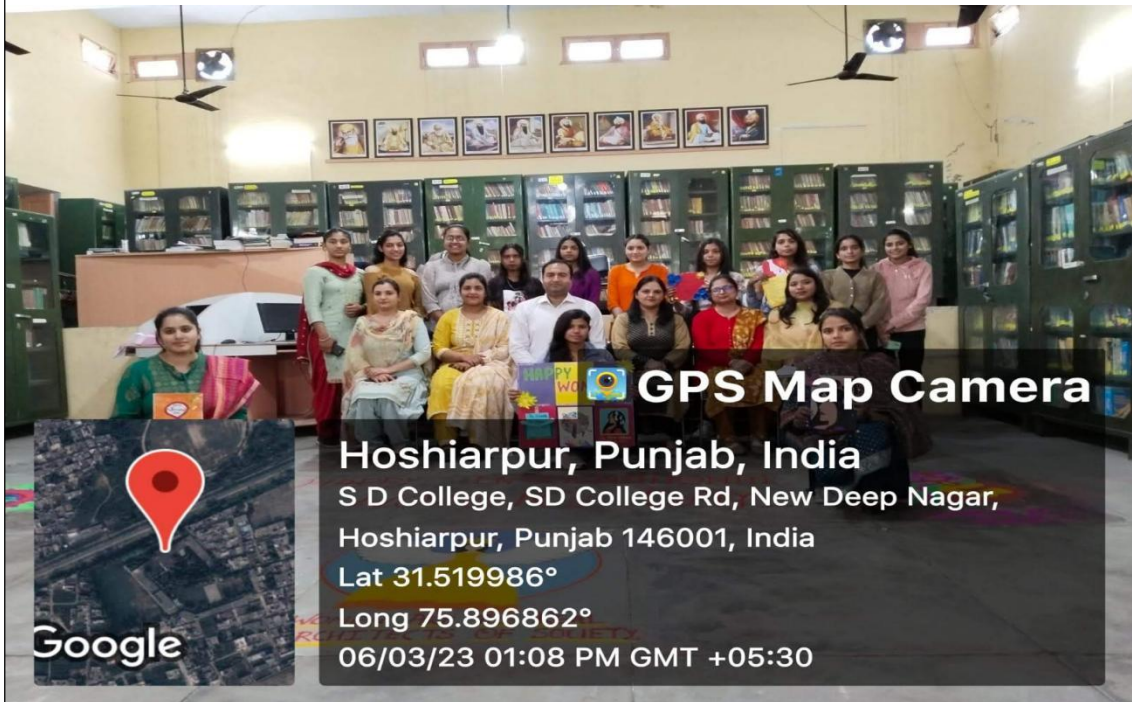 HAPPY
WO
GPS Map Camera
Hoshiarpur, Punjab, India
S D College, SD College Rd, New Deep Nagar,
Hoshiarpur, Punjab 146001, India
Lat 31.519986°
Long 75.896862°
06/03/23 01:08 PM GMT +05:30
Google
OF SOCIETY